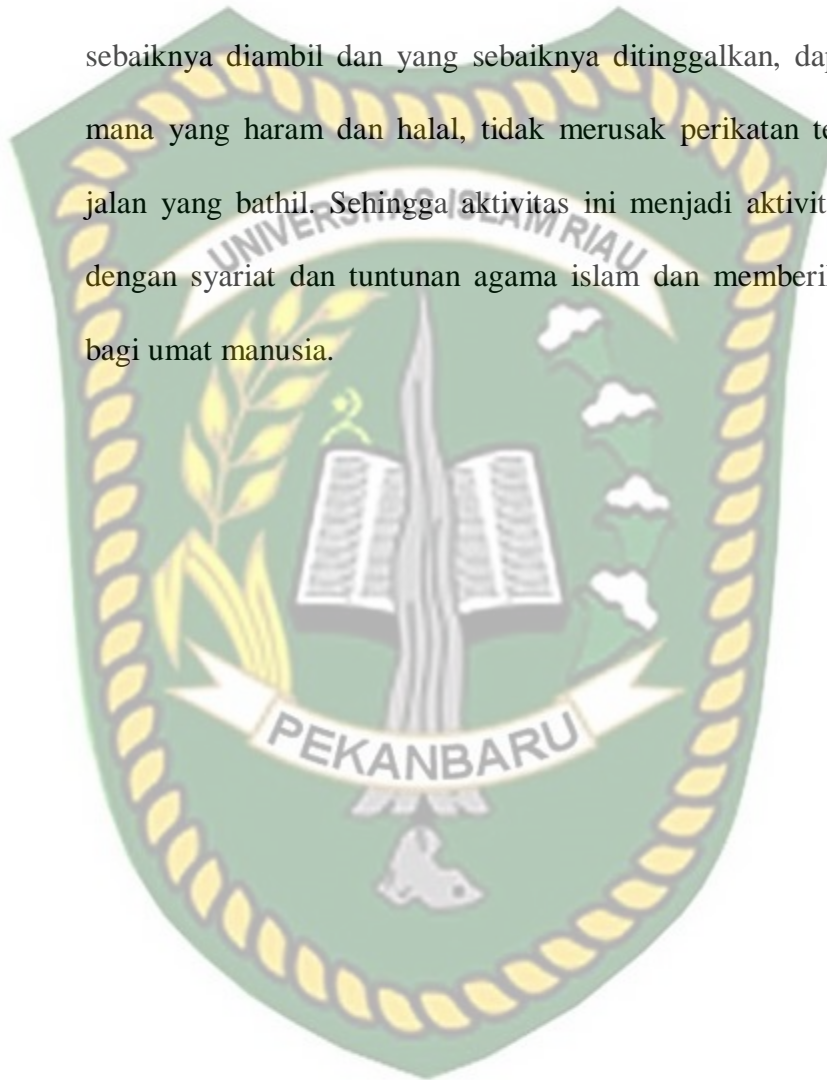 sebaiknya diambil dan yang sebaiknya ditinggalkan,
mana yang haram dan halal, tidak merusak perikatan
jalan yang bathil. Sehingga aktivitas ini menjadi
dengan syariat dan tuntunan agama islam dan
bagi umat manusia.
UNIVERSITAS ISLAM RIAU
PEKANBARU